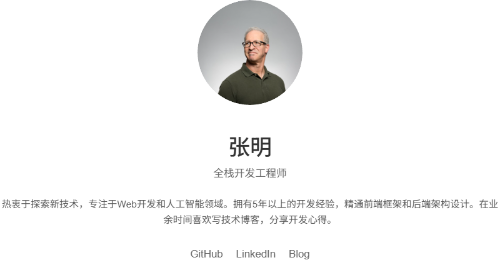 张明
全栈开发工程师
热衷于探索新技术，专注于Web开发和人工智能领域。拥有5年以上的开发经验，精通前端框架和后端架构设计。在业
余时间喜欢写技术博客，分享开发心得。
GitHub LinkedIn Blog